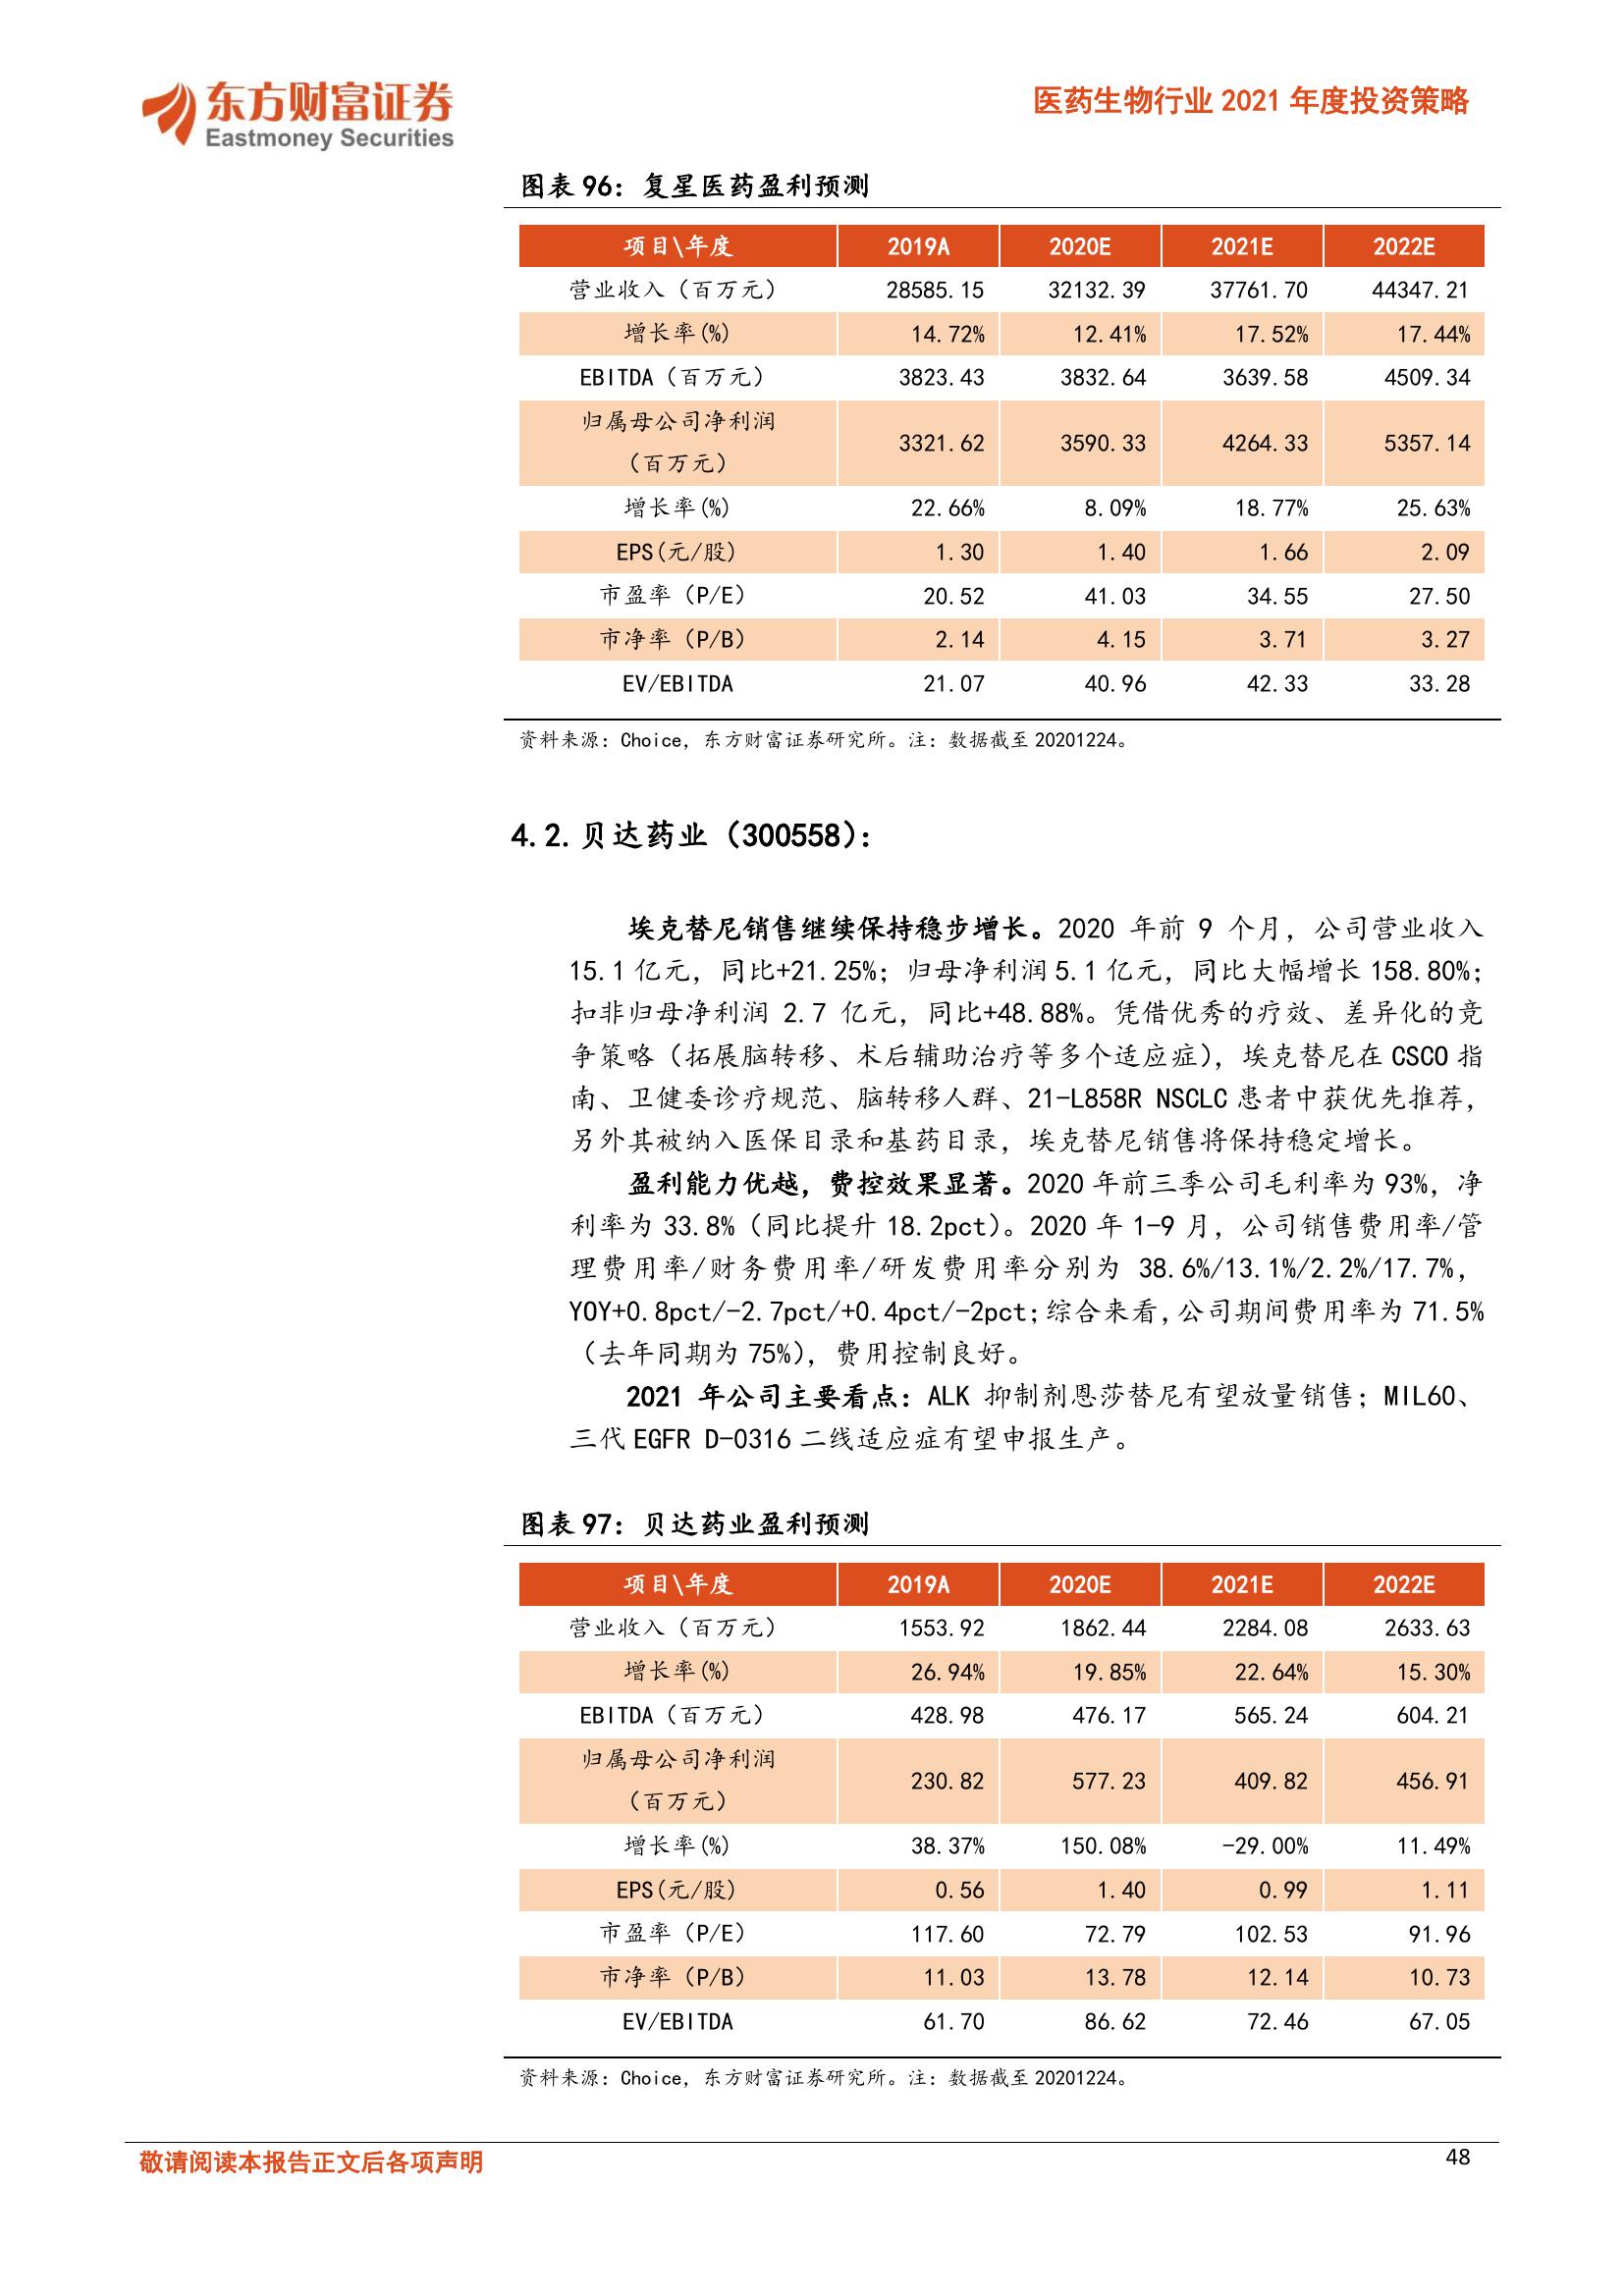 东方财富证券
Eastmoney Securities
医药生物行业 2021 年度投资策略
图表 96：复星医药盈利预测
项目\年度 2019A 2020E 2021E 2022E
营业收入（百万元） 28585.15 32132.39 37761.70 44347.21
增长率(%) 14.72% 12.41% 17.52% 17.44%
EBITDA（百万元） 3823.43 3832.64 3639.58 4509.34
归属母公司净利润
（百万元） 3321.62 3590.33 4264.33 5357.14
增长率(%) 22.66% 8.09% 18.77% 25.63%
EPS(元/股) 1.30 1.40 1.66 2.09
市盈率（P/E） 20.52 41.03 34.55 27.50
市净率（P/B） 2.14 4.15 3.71 3.27
EV/EBITDA 21.07 40.96 42.33 33.28
资料来源：Choice，东方财富证券研究所。注：数据截至 20201224。
4.2.贝达药业（300558）：
埃克替尼销售继续保持稳步增长。2020 年前 9 个月，公司营业收入
15.1 亿元，同比+21.25%；归母净利润 5.1 亿元，同比大幅增长 158.80%；
扣非归母净利润 2.7 亿元，同比+48.88%。凭借优秀的疗效、差异化的竞
争策略（拓展脑转移、术后辅助治疗等多个适应症），埃克替尼在 CSCO 指
南、卫健委诊疗规范、脑转移人群、21-L858R NSCLC 患者中获优先推荐，
另外其被纳入医保目录和基药目录，埃克替尼销售将保持稳定增长。
盈利能力优越，费控效果显著。2020 年前三季公司毛利率为 93%，净
利率为 33.8%（同比提升 18.2pct）。2020 年 1-9 月，公司销售费用率/管
理费用率/财务费用率/研发费用率分别为 38.6%/13.1%/2.2%/17.7%，
YOY+0.8pct/-2.7pct/+0.4pct/-2pct；综合来看，公司期间费用率为 71.5%
（去年同期为 75%），费用控制良好。
2021 年公司主要看点：ALK 抑制剂恩莎替尼有望放量销售；MIL60、
三代 EGFR D-0316 二线适应症有望申报生产。
图表 97：贝达药业盈利预测
项目\年度 2019A 2020E 2021E 2022E
营业收入（百万元） 1553.92 1862.44 2284.08 2633.63
增长率(%) 26.94% 19.85% 22.64% 15.30%
EBITDA（百万元） 428.98 476.17 565.24 604.21
归属母公司净利润
（百万元） 230.82 577.23 409.82 456.91
增长率(%) 38.37% 150.08% -29.00% 11.49%
EPS(元/股) 0.56 1.40 0.99 1.11
市盈率（P/E） 117.60 72.79 102.53 91.96
市净率（P/B） 11.03 13.78 12.14 10.73
EV/EBITDA 61.70 86.62 72.46 67.05
资料来源：Choice，东方财富证券研究所。注：数据截至 20201224。
敬请阅读本报告正文后各项声明
48